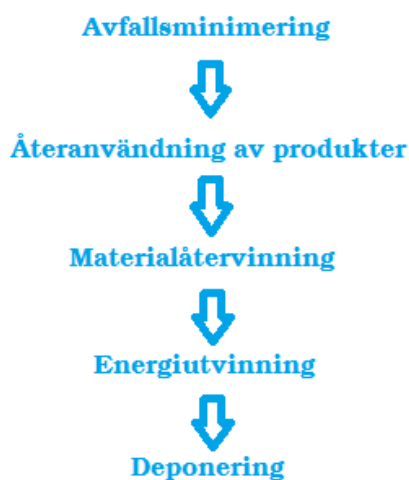 Avfallsminimering
Återanvändning av produkter
Materialåtervinning
Energiutvinning
Deponering